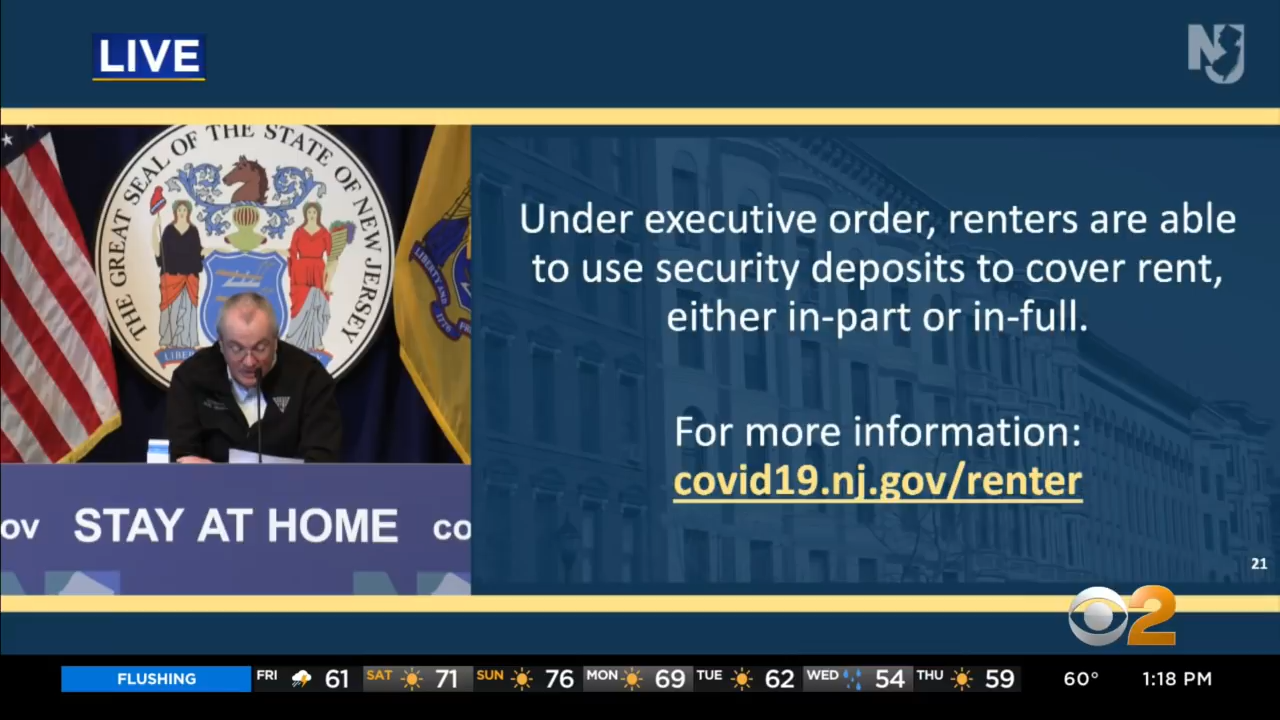 LIVE
NJ
THE GREAT SEAL OF THE STATE OF NEW JERSEY
LIBERTY AND
1776
Under executive order, renters are able
to use security deposits to cover rent,
either in-part or in-full.
For more information:
covid19.nj.gov/renter
ov STAY AT HOME co
21
2
FLUSHING FRI 61 SAT 71 SUN 76 MON 69 TUE 62 WED 54 THU 59 60° 1:18 PM